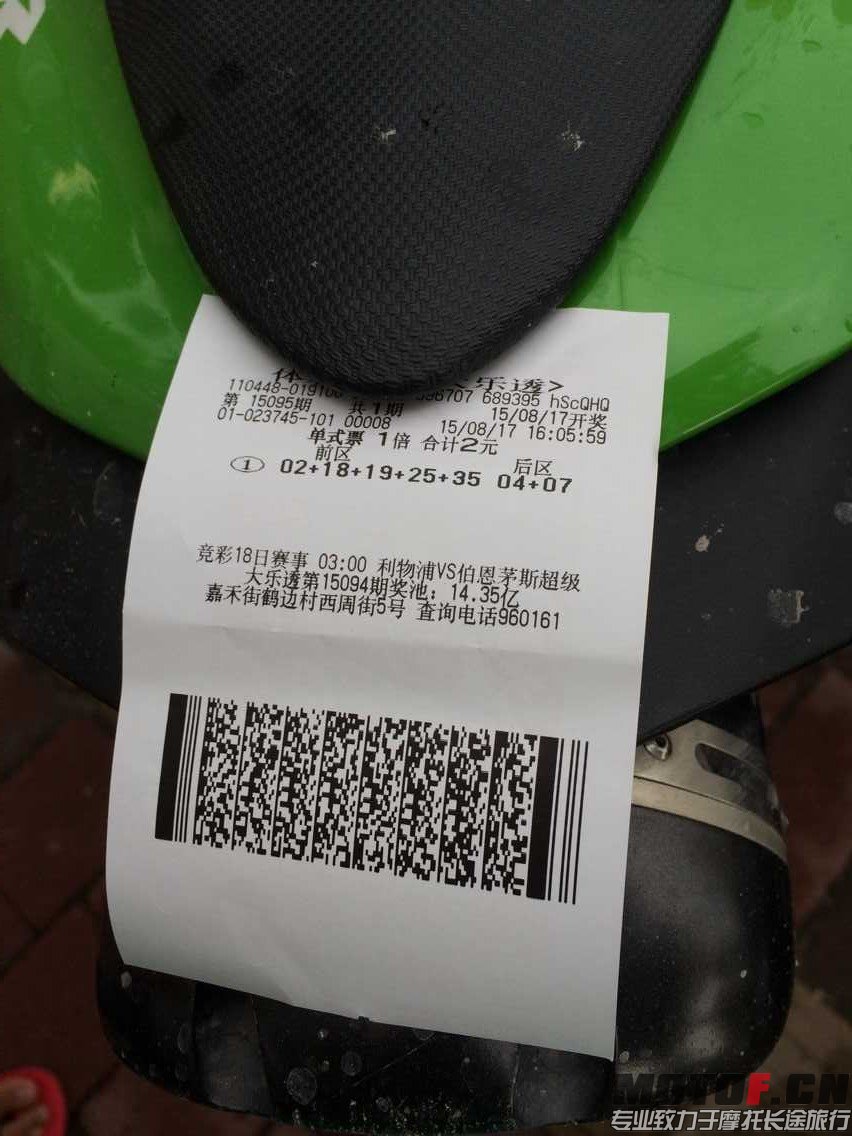 乐透>
110448-019100 096707 689395 hScQHQ
第 15095期 共1期 15/08/17开奖
01-023745-101 00008 15/08/17 16:05:59
单式票 1倍 合计2元
前区 后区
① 02+18+19+25+35 04+07
竞彩18日赛事 03:00 利物浦VS伯恩茅斯超级
大乐透第15094期奖池: 14.35亿
嘉禾街鹤边村西周街5号 查询电话960161
MOTOF.CN
专业致力于摩托长途旅行